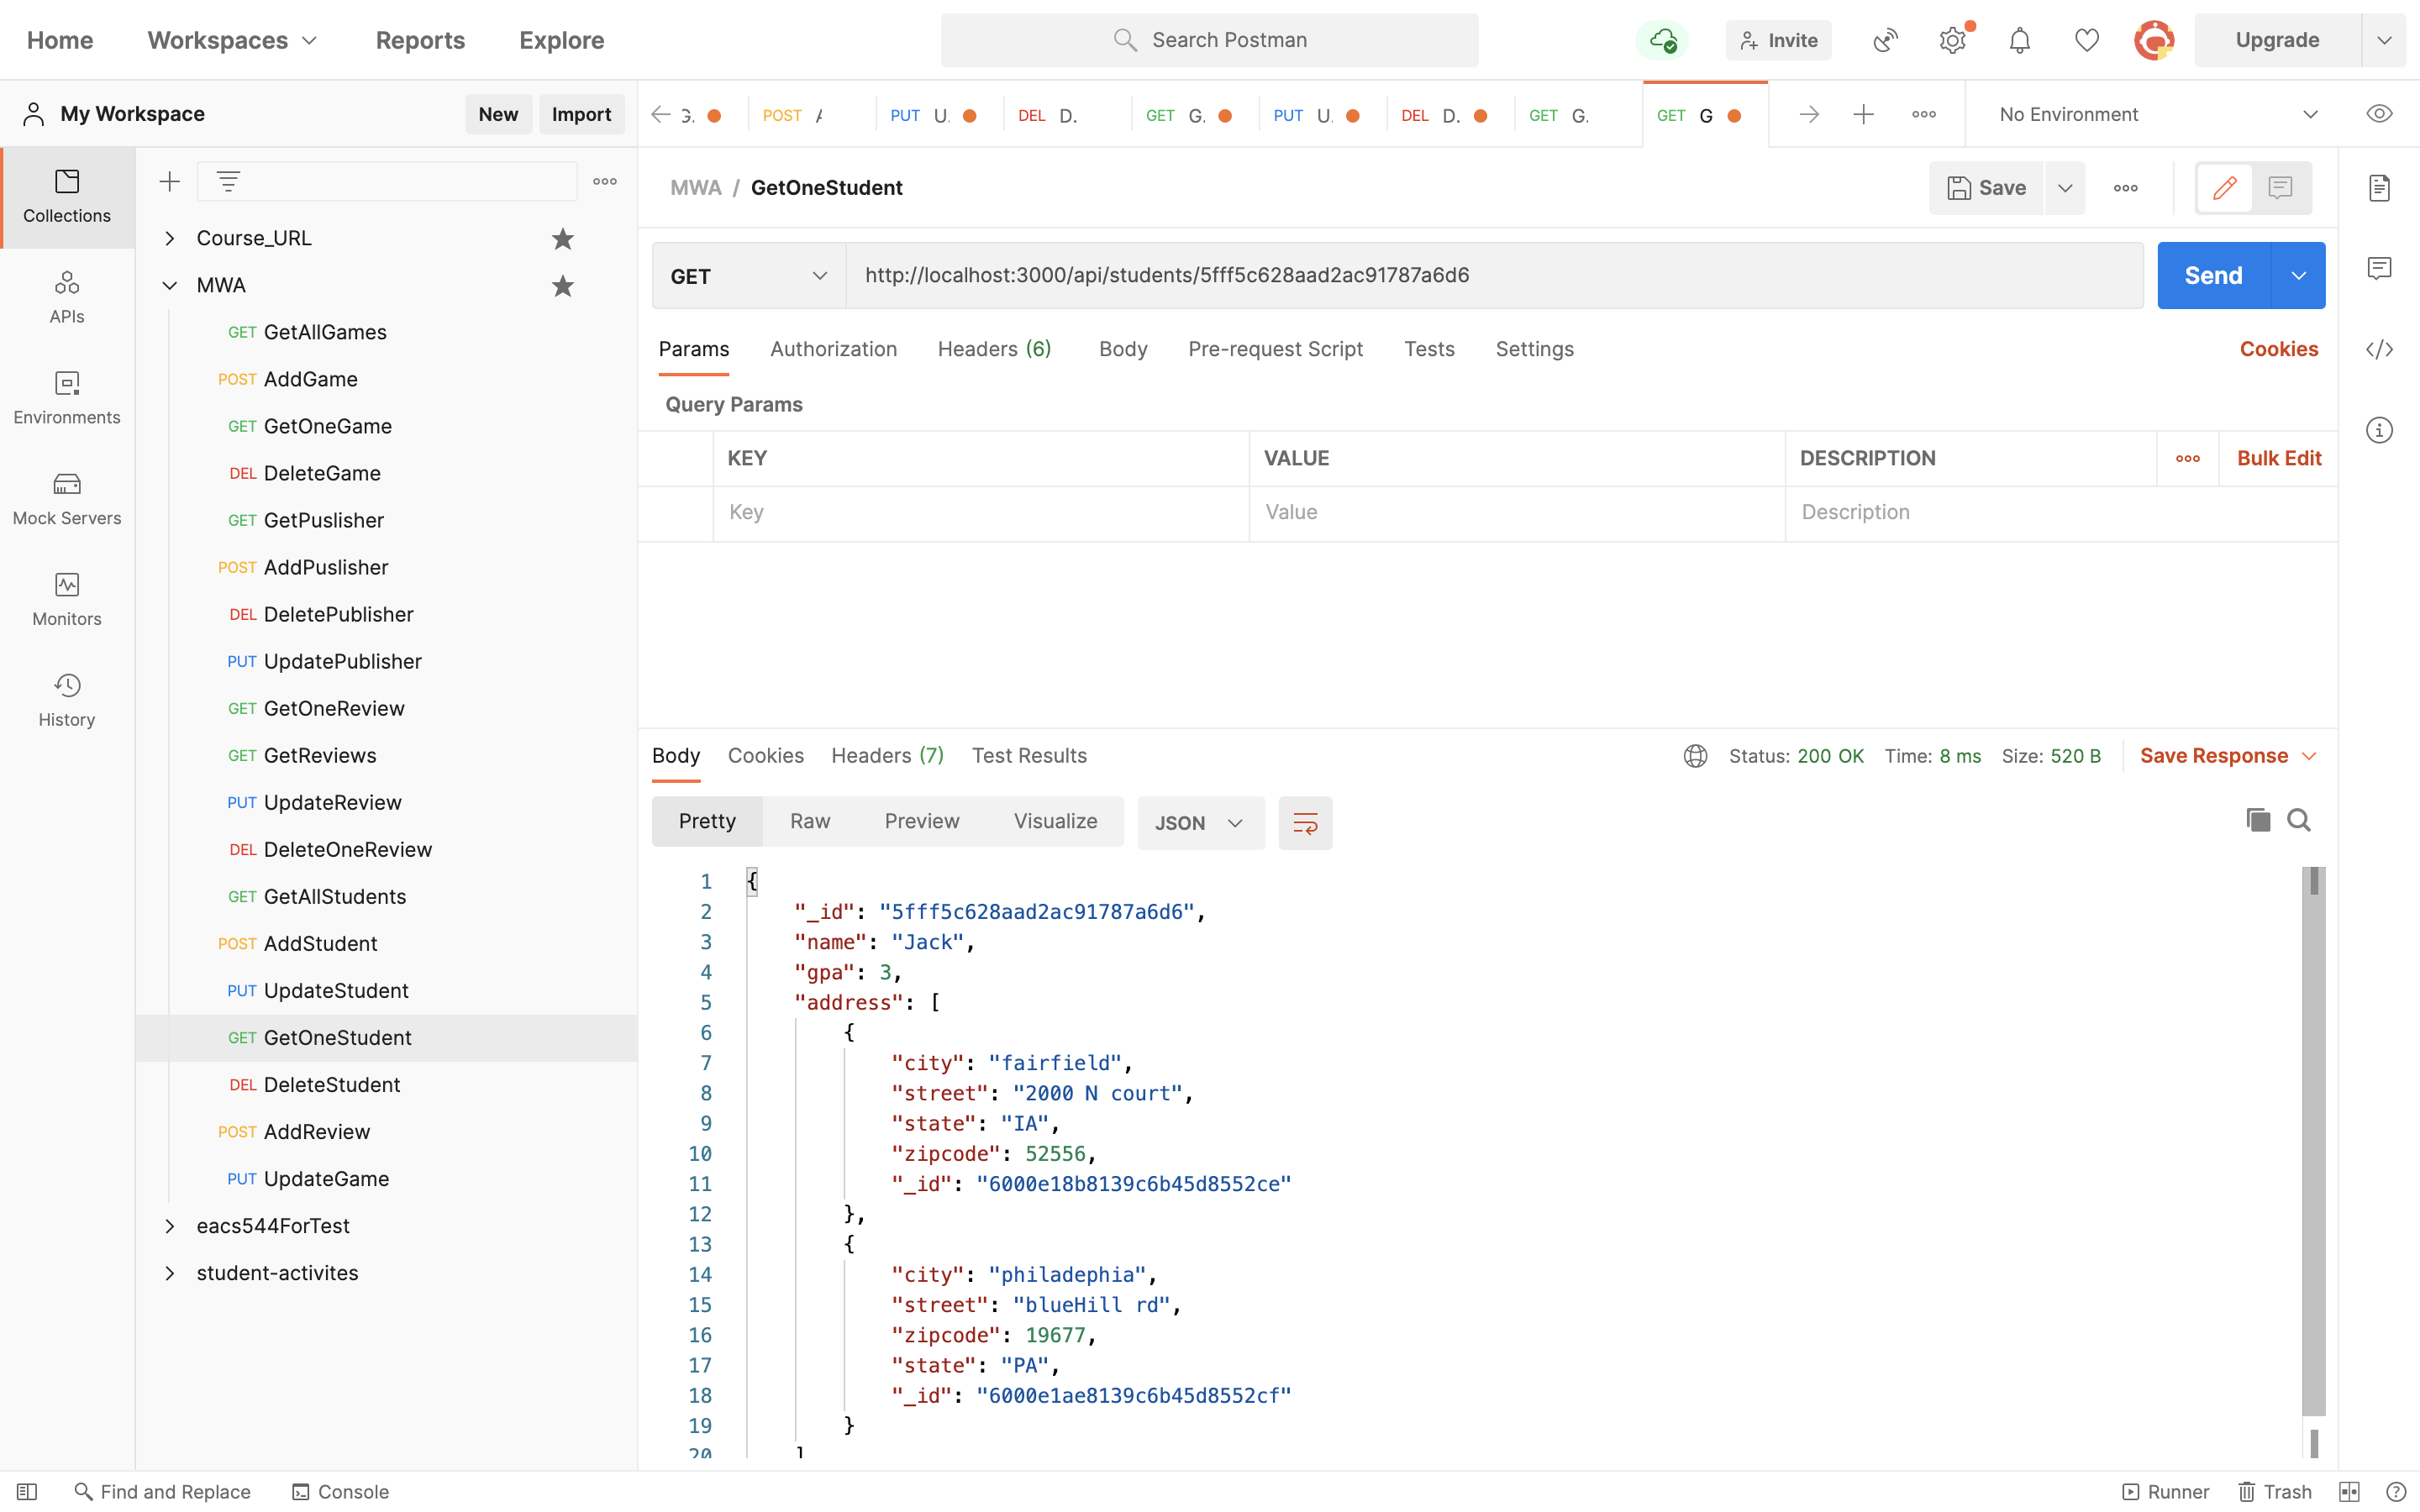 Home Workspaces Reports Explore Search Postman Invite Upgrade
My Workspace New Import
G. POST PUT U. DEL D. GET G. PUT U. DEL D. GET G. GET G No Environment
Collections
APIs
Environments
Mock Servers
Monitors
History
Course_URL
MWA
GET GetAllGames
POST AddGame
GET GetOneGame
DEL DeleteGame
GET GetPuslisher
POST AddPuslisher
DEL DeletePublisher
PUT UpdatePublisher
GET GetOneReview
GET GetReviews
PUT UpdateReview
DEL DeleteOneReview
GET GetAllStudents
POST AddStudent
PUT UpdateStudent
GET GetOneStudent
DEL DeleteStudent
POST AddReview
PUT UpdateGame
eacs544ForTest
student-activites
MWA / GetOneStudent Save
GET http://localhost:3000/api/students/5fff5c628aad2ac91787a6d6 Send
Params Authorization Headers (6) Body Pre-request Script Tests Settings Cookies
Query Params
KEY VALUE DESCRIPTION Bulk Edit
Key Value Description
Body Cookies Headers (7) Test Results Status: 200 OK Time: 8 ms Size: 520 B Save Response
Pretty Raw Preview Visualize JSON
1 {
2 "_id": "5fff5c628aad2ac91787a6d6",
3 "name": "Jack",
4 "gpa": 3,
5 "address": [
6 {
7 "city": "fairfield",
8 "street": "2000 N court",
9 "state": "IA",
10 "zipcode": 52556,
11 "_id": "6000e18b8139c6b45d8552ce"
12 },
13 {
14 "city": "philadephia",
15 "street": "blueHill rd",
16 "zipcode": 19677,
17 "state": "PA",
18 "_id": "6000e1ae8139c6b45d8552cf"
19 }
20 ]
Find and Replace Console Runner Trash